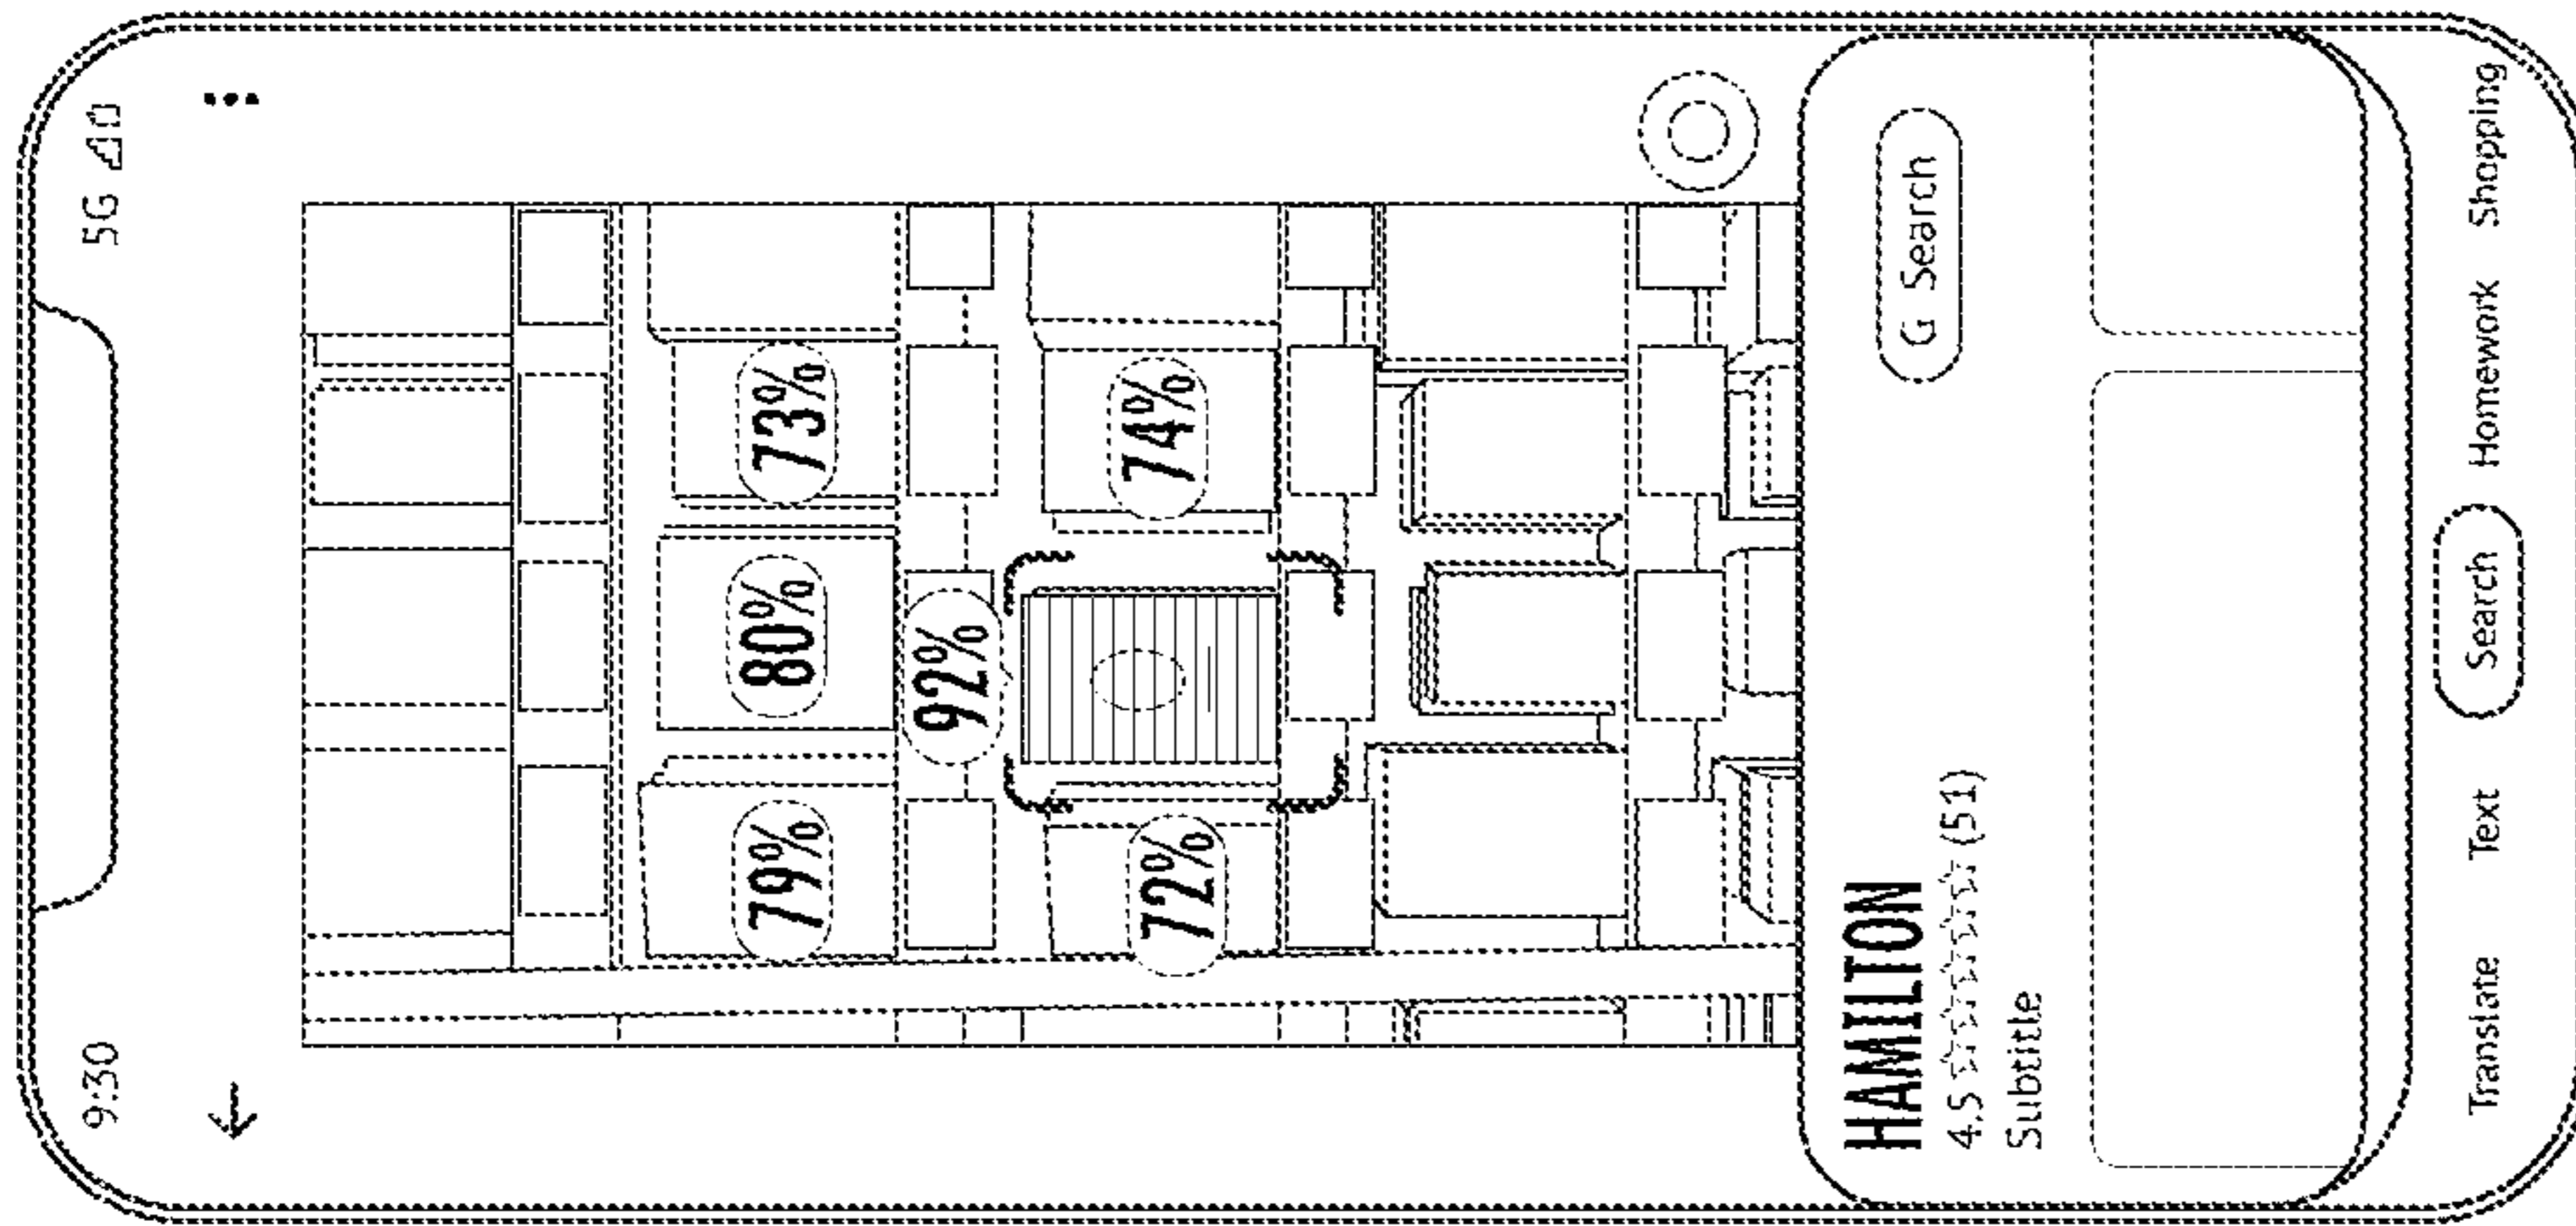 9:30 5G
79% 80% 73%
92%
72% 74%
HAMILTON
G Search
4.5 ☆☆☆☆☆ (51)
Subtitle
Translate Text Search Homework Shopping